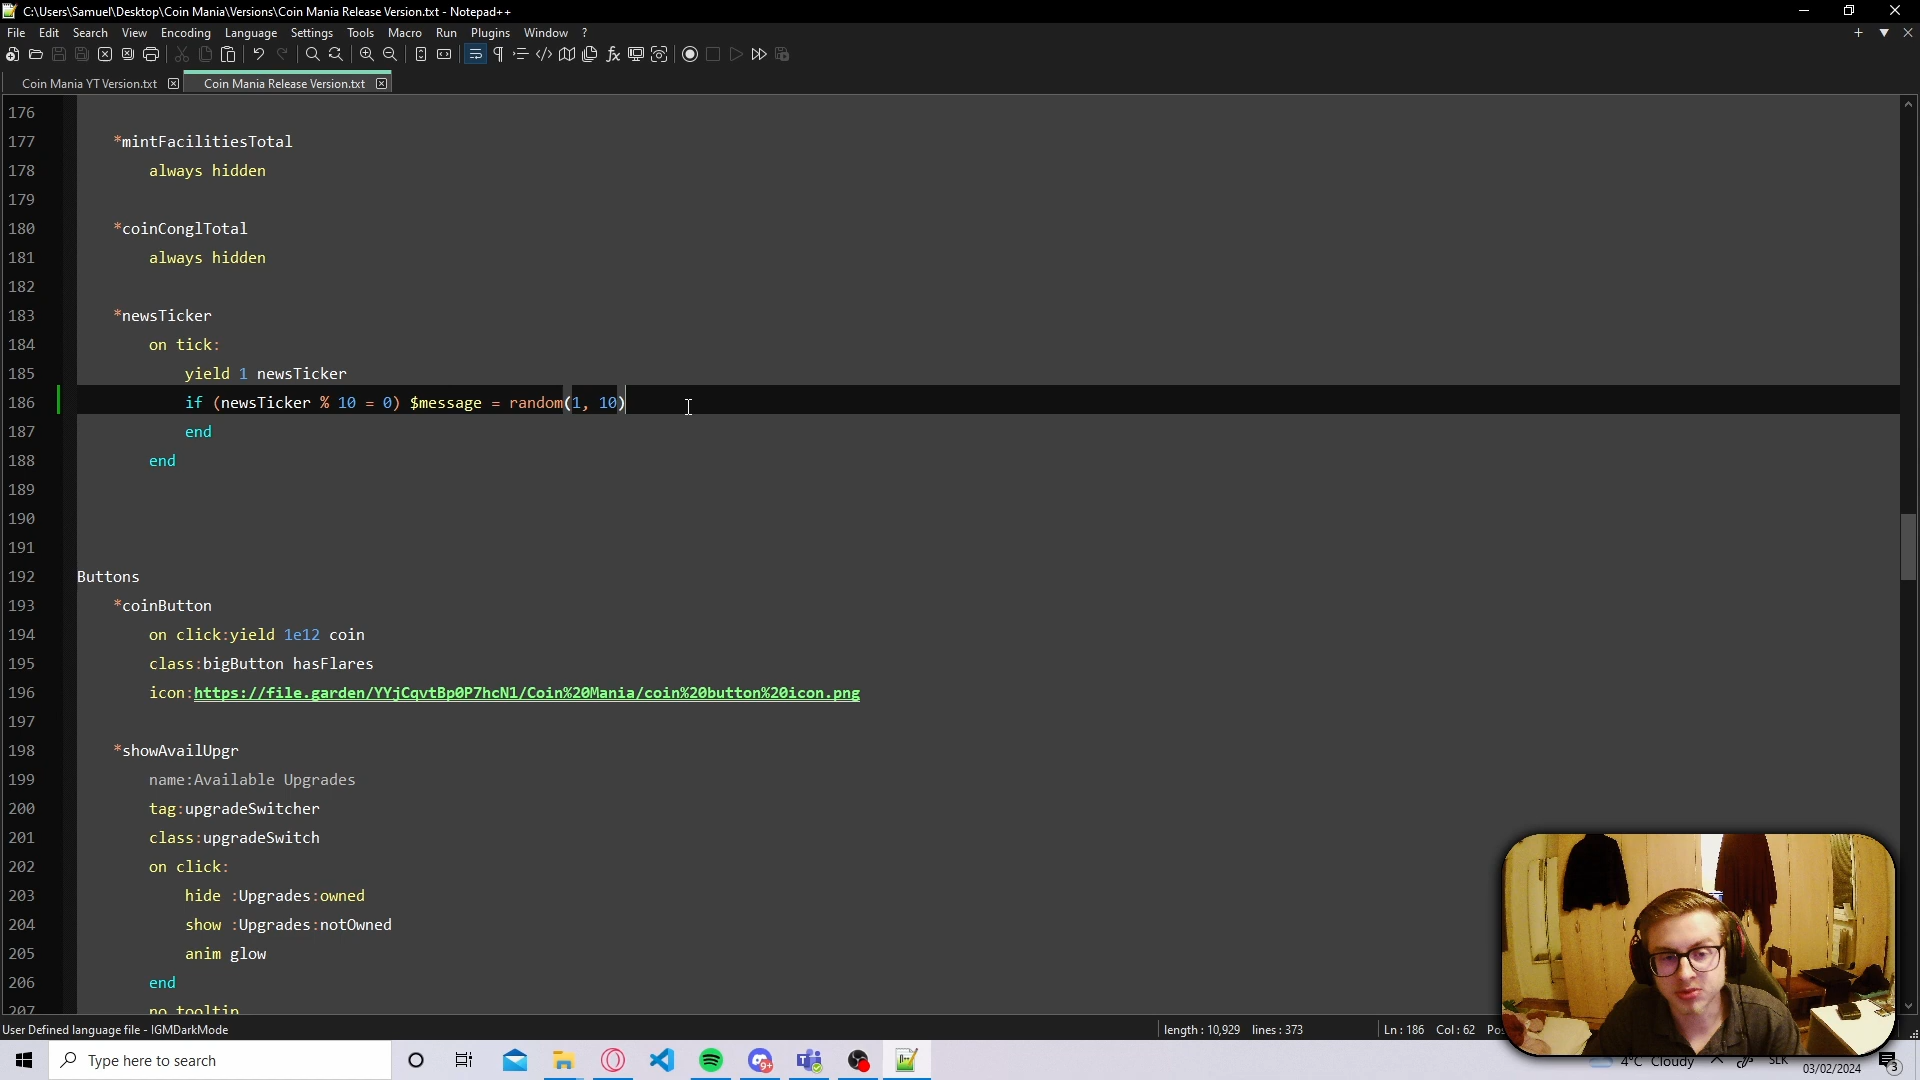 C:\Users\Samuel\Desktop\Coin Mania\Versions\Coin Mania Release Version.txt - Notepad++
File Edit Search View Encoding Language Settings Tools Macro Run Plugins Window ?
Coin Mania YT Version.txt Coin Mania Release Version.txt
176
177 *mintFacilitiesTotal
178 always hidden
179
180 *coinConglTotal
181 always hidden
182
183 *newsTicker
184 on tick:
185 yield 1 newsTicker
186 if (newsTicker % 10 = 0) $message = random(1, 10)
187 end
188 end
189
190
191
192 Buttons
193 *coinButton
194 on click:yield 1e12 coin
195 class:bigButton hasFlares
196 icon:https://file.garden/YYjCqvtBp0P7hcN1/Coin%20Mania/coin%20button%20icon.png
197
198 *showAvailUpgr
199 name:Available Upgrades
200 tag:upgradeSwitcher
201 class:upgradeSwitch
202 on click:
203 hide :Upgrades:owned
204 show :Upgrades:notOwned
205 anim glow
206 end
207 no tooltip
User Defined language file - IGMDarkMode length : 10,929 lines : 373 Ln : 186 Col : 62
Type here to search 9+ 4°C Cloudy SLK 03/02/2024 3